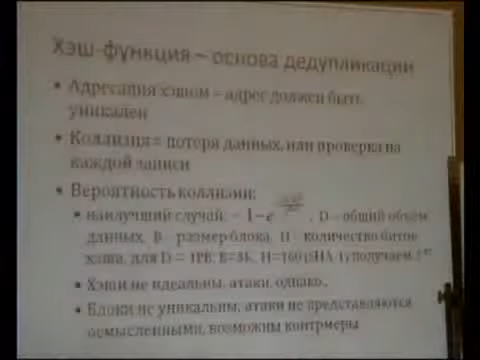 Хэш-функция – основа дедупликации
• Адресация хэшом – адрес должен быть
уникален
• Коллизия = потеря данных, или проверка на
каждой записи
• Вероятность коллизии:
• наилучший случай: ~ 1 – e , D – общий объем
данных, B – размер блока, H – количество битов
хэша, для D = 1PB, B=8k, H=160 (SHA-1) получаем
• Хэши не идеальны, атаки, однако..
• Блоки не уникальны, атаки не представляются
осмысленными, возможны контрмеры